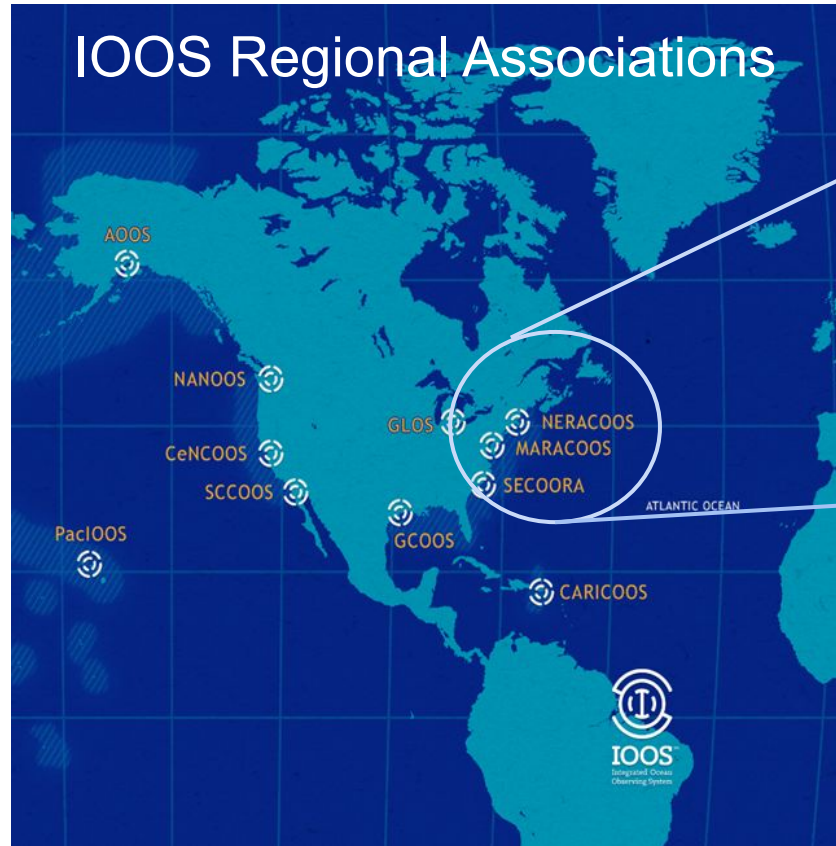 IOOS Regional Associations
AOOS
NANOOS
GLOS
NERACOOS
MARACOOS
CeNCOOS
SCCOOS
SECOORA
ATLANTIC OCEAN
GCOOS
PacIOOS
CARICOOS
IOOS™
Integrated Ocean
Observing System